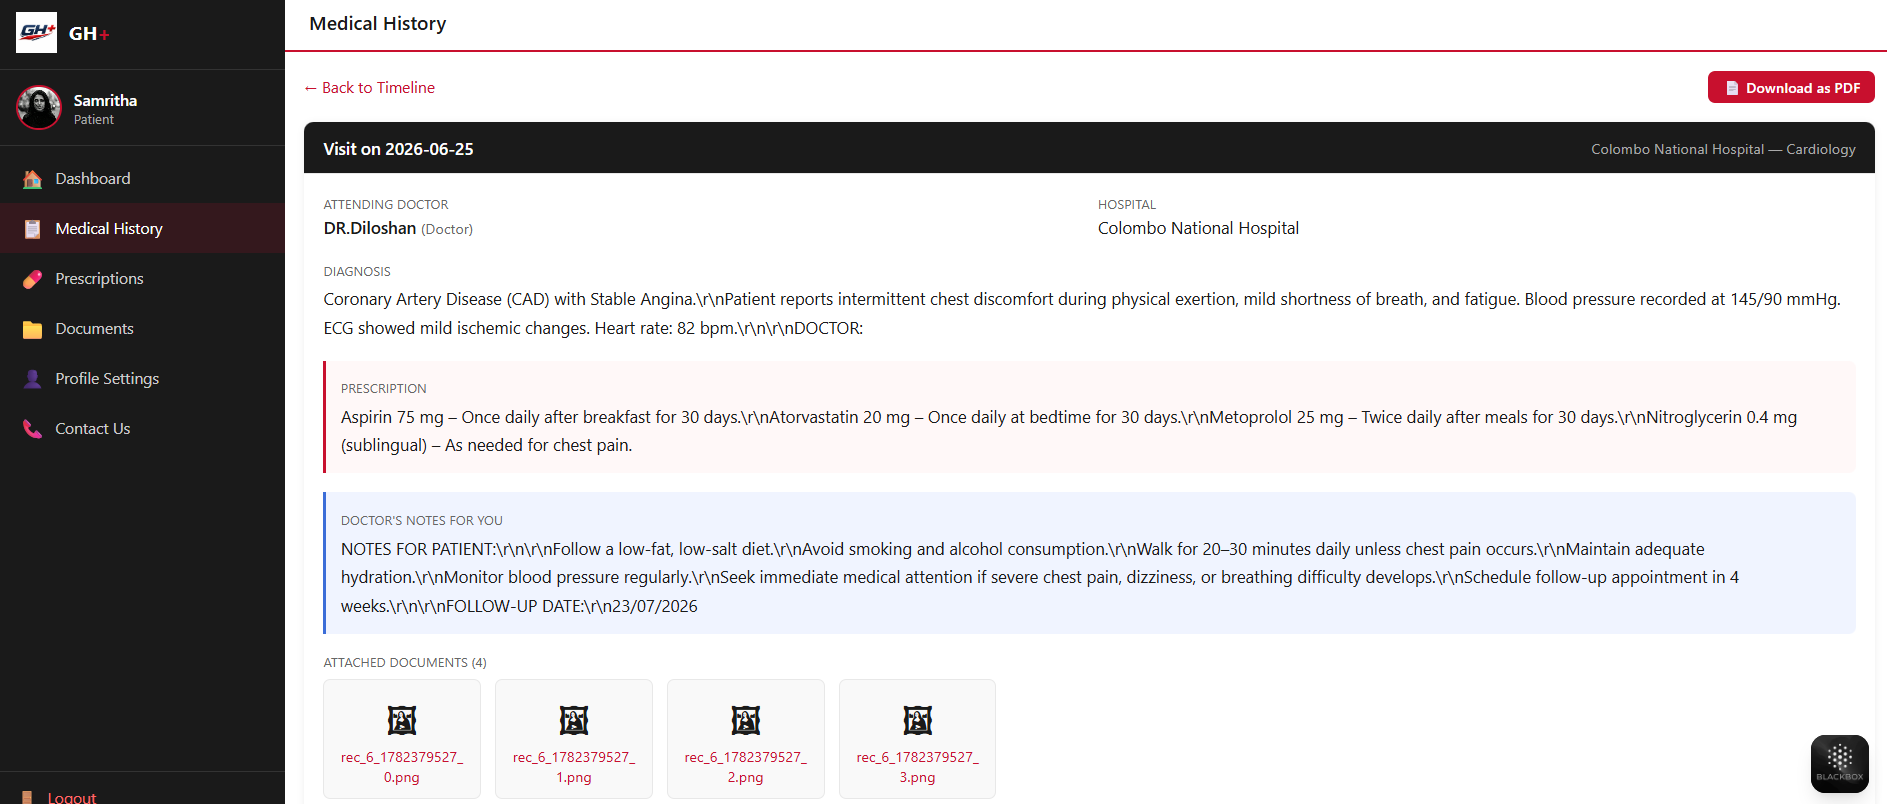 GH+
GH+
Samritha
Patient
Dashboard
Medical History
Prescriptions
Documents
Profile Settings
Contact Us
Logout
Medical History
← Back to Timeline
Download as PDF
Visit on 2026-06-25
Colombo National Hospital — Cardiology
ATTENDING DOCTOR
DR.Diloshan (Doctor)
HOSPITAL
Colombo National Hospital
DIAGNOSIS
Coronary Artery Disease (CAD) with Stable Angina.\r\nPatient reports intermittent chest discomfort during physical exertion, mild shortness of breath, and fatigue. Blood pressure recorded at 145/90 mmHg.
ECG showed mild ischemic changes. Heart rate: 82 bpm.\r\n\r\nDOCTOR:
PRESCRIPTION
Aspirin 75 mg – Once daily after breakfast for 30 days.\r\nAtorvastatin 20 mg – Once daily at bedtime for 30 days.\r\nMetoprolol 25 mg – Twice daily after meals for 30 days.\r\nNitroglycerin 0.4 mg
(sublingual) – As needed for chest pain.
DOCTOR'S NOTES FOR YOU
NOTES FOR PATIENT:\r\n\r\nFollow a low-fat, low-salt diet.\r\nAvoid smoking and alcohol consumption.\r\nWalk for 20–30 minutes daily unless chest pain occurs.\r\nMaintain adequate
hydration.\r\nMonitor blood pressure regularly.\r\nSeek immediate medical attention if severe chest pain, dizziness, or breathing difficulty develops.\r\nSchedule follow-up appointment in 4
weeks.\r\n\r\nFOLLOW-UP DATE:\r\n23/07/2026
ATTACHED DOCUMENTS (4)
rec_6_1782379527_
0.png
rec_6_1782379527_
1.png
rec_6_1782379527_
2.png
rec_6_1782379527_
3.png
BLACKBOX